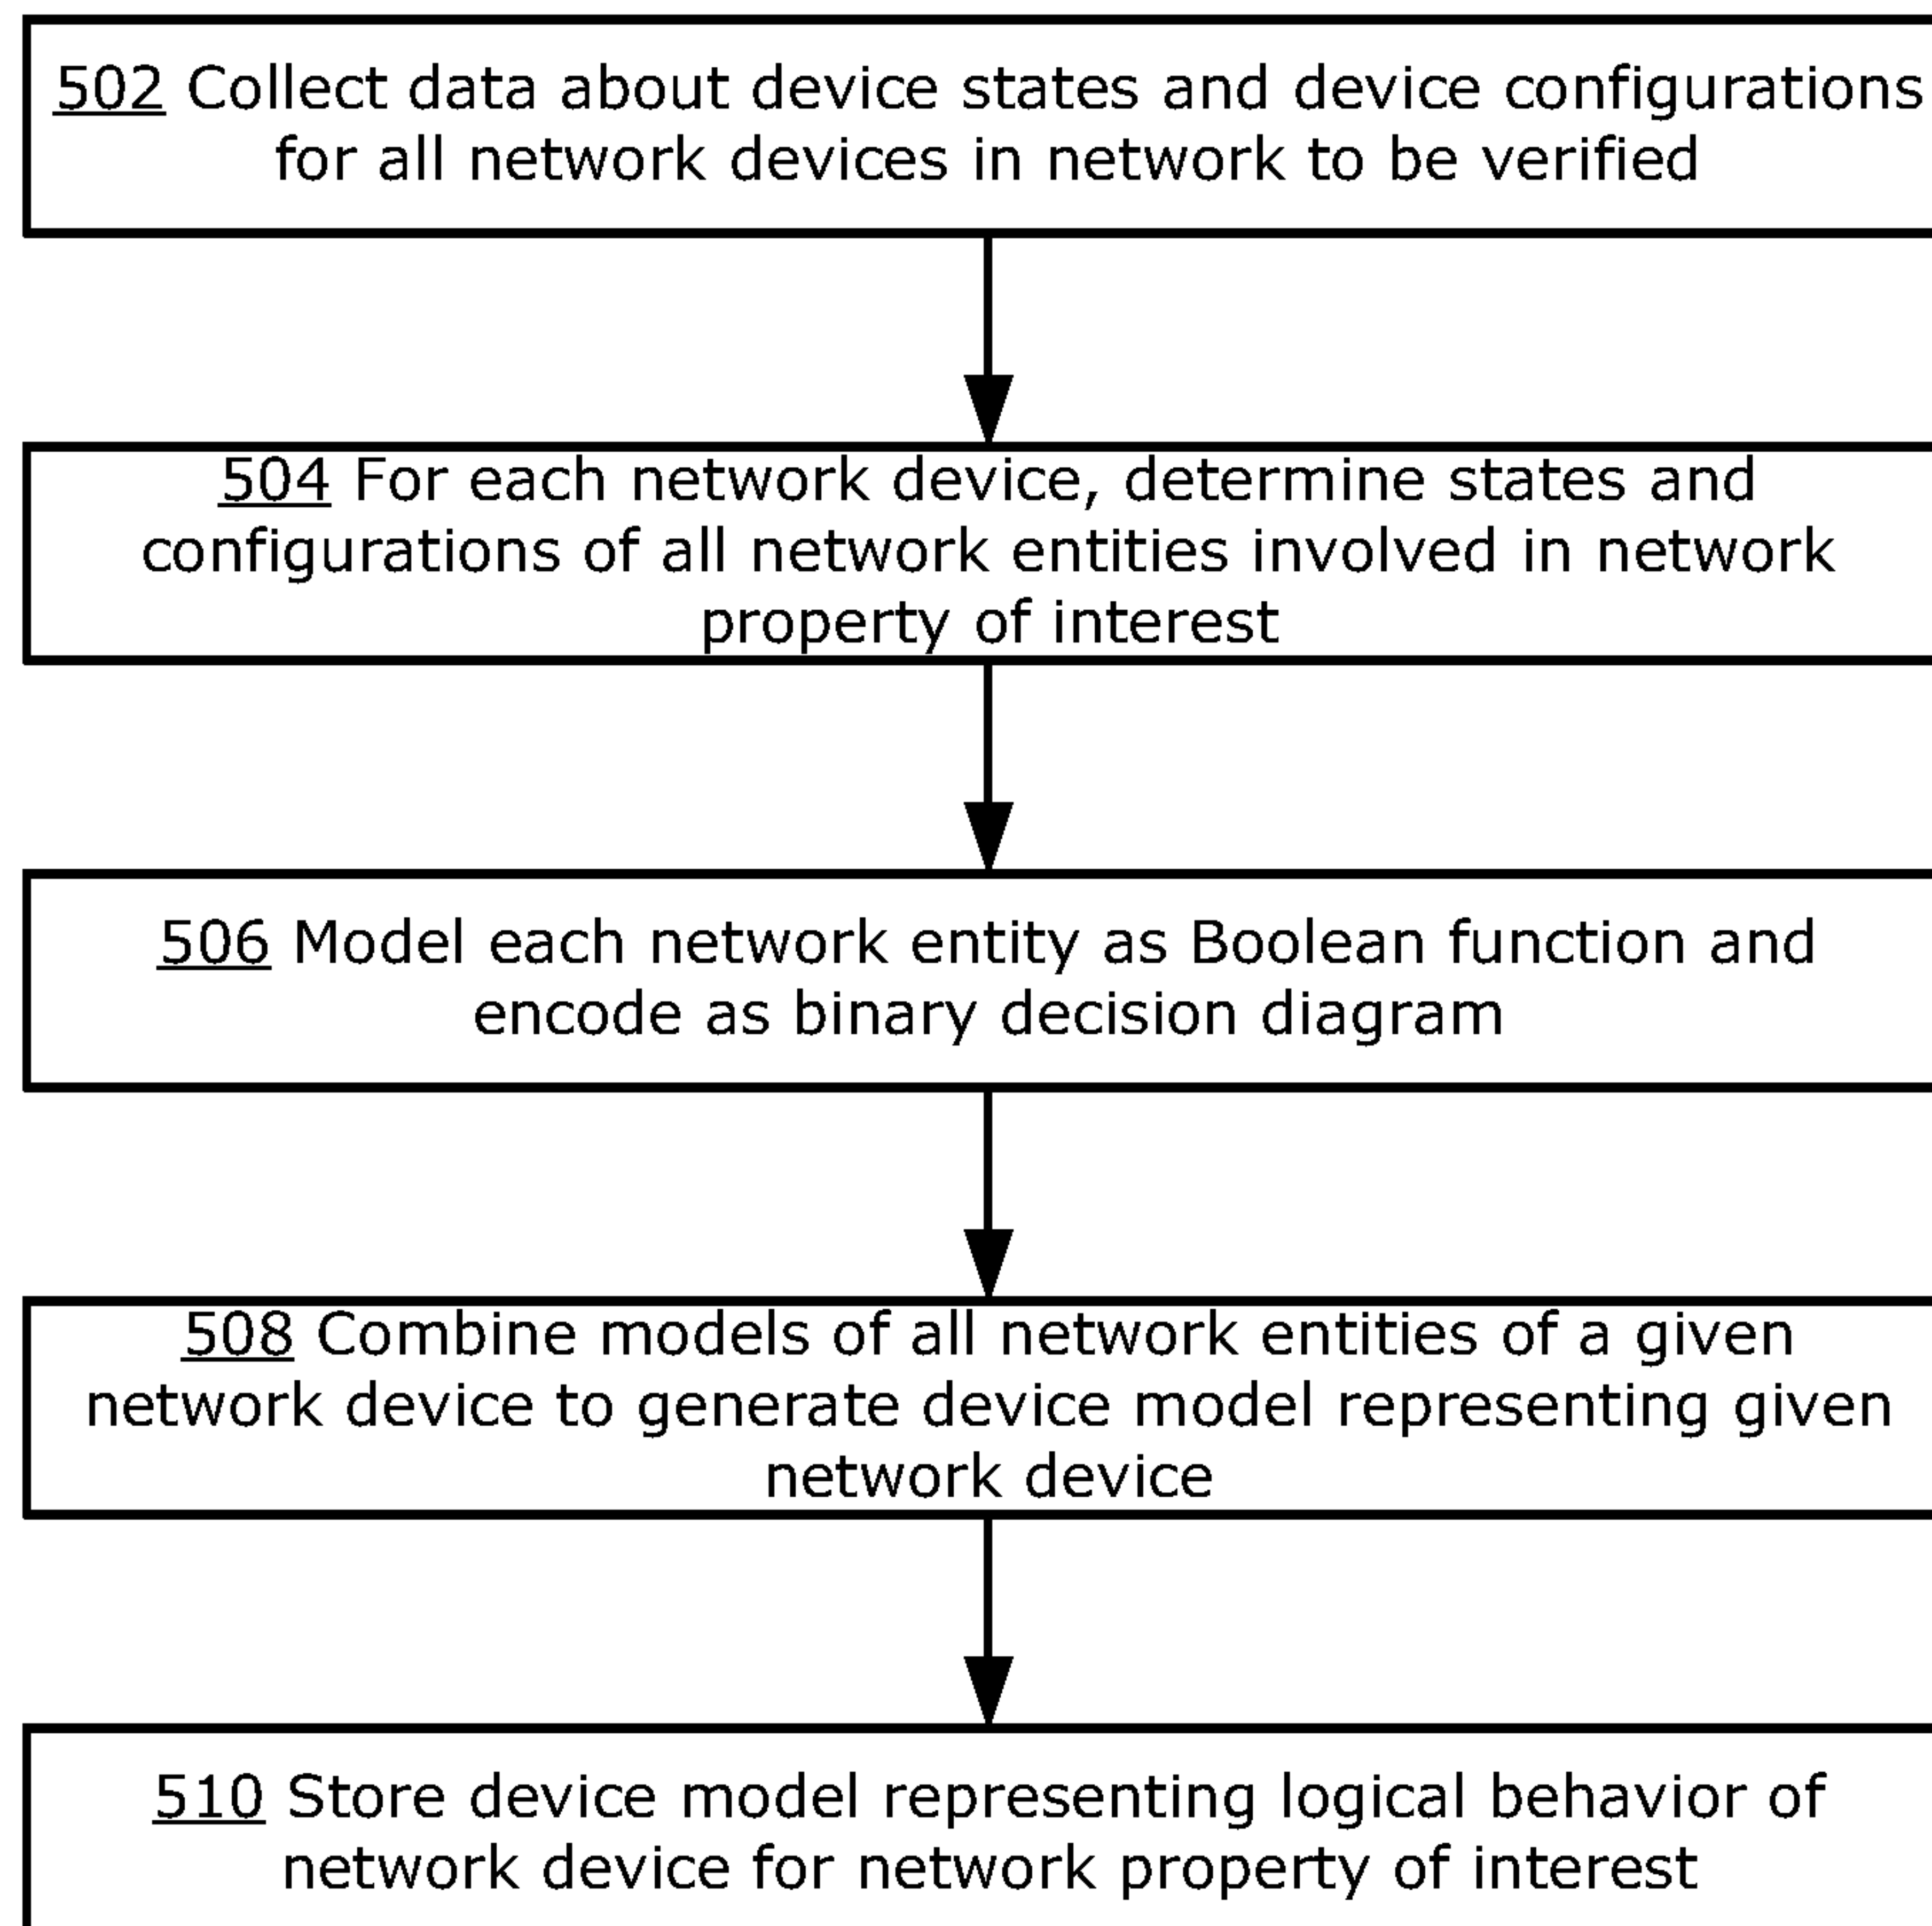 502 Collect data about device states and device configurations
for all network devices in network to be verified
504 For each network device, determine states and
configurations of all network entities involved in network
property of interest
506 Model each network entity as Boolean function and
encode as binary decision diagram
508 Combine models of all network entities of a given
network device to generate device model representing given
network device
510 Store device model representing logical behavior of
network device for network property of interest